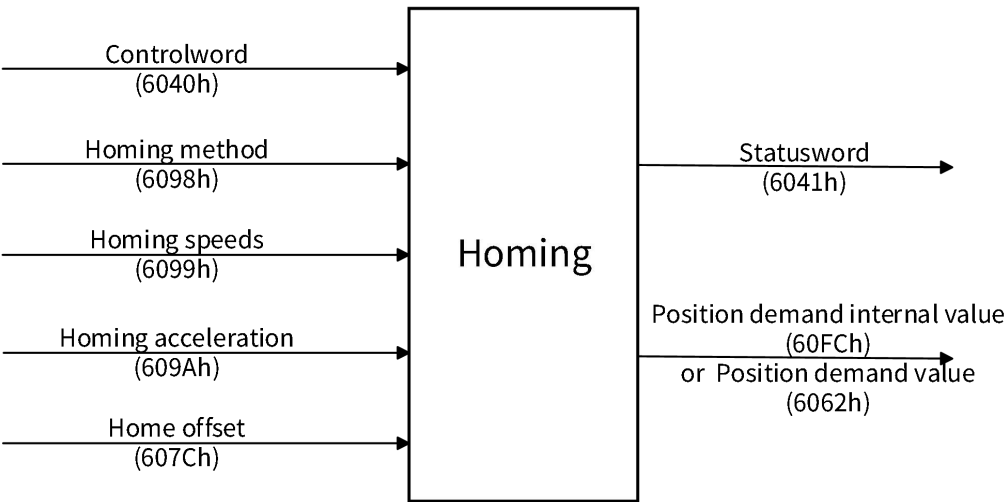 Controlword
(6040h)
Homing method
(6098h)
Homing speeds
(6099h)
Homing acceleration
(609Ah)
Home offset
(607Ch)
Homing
Statusword
(6041h)
Position demand internal value
(60FCh)
or Position demand value
(6062h)